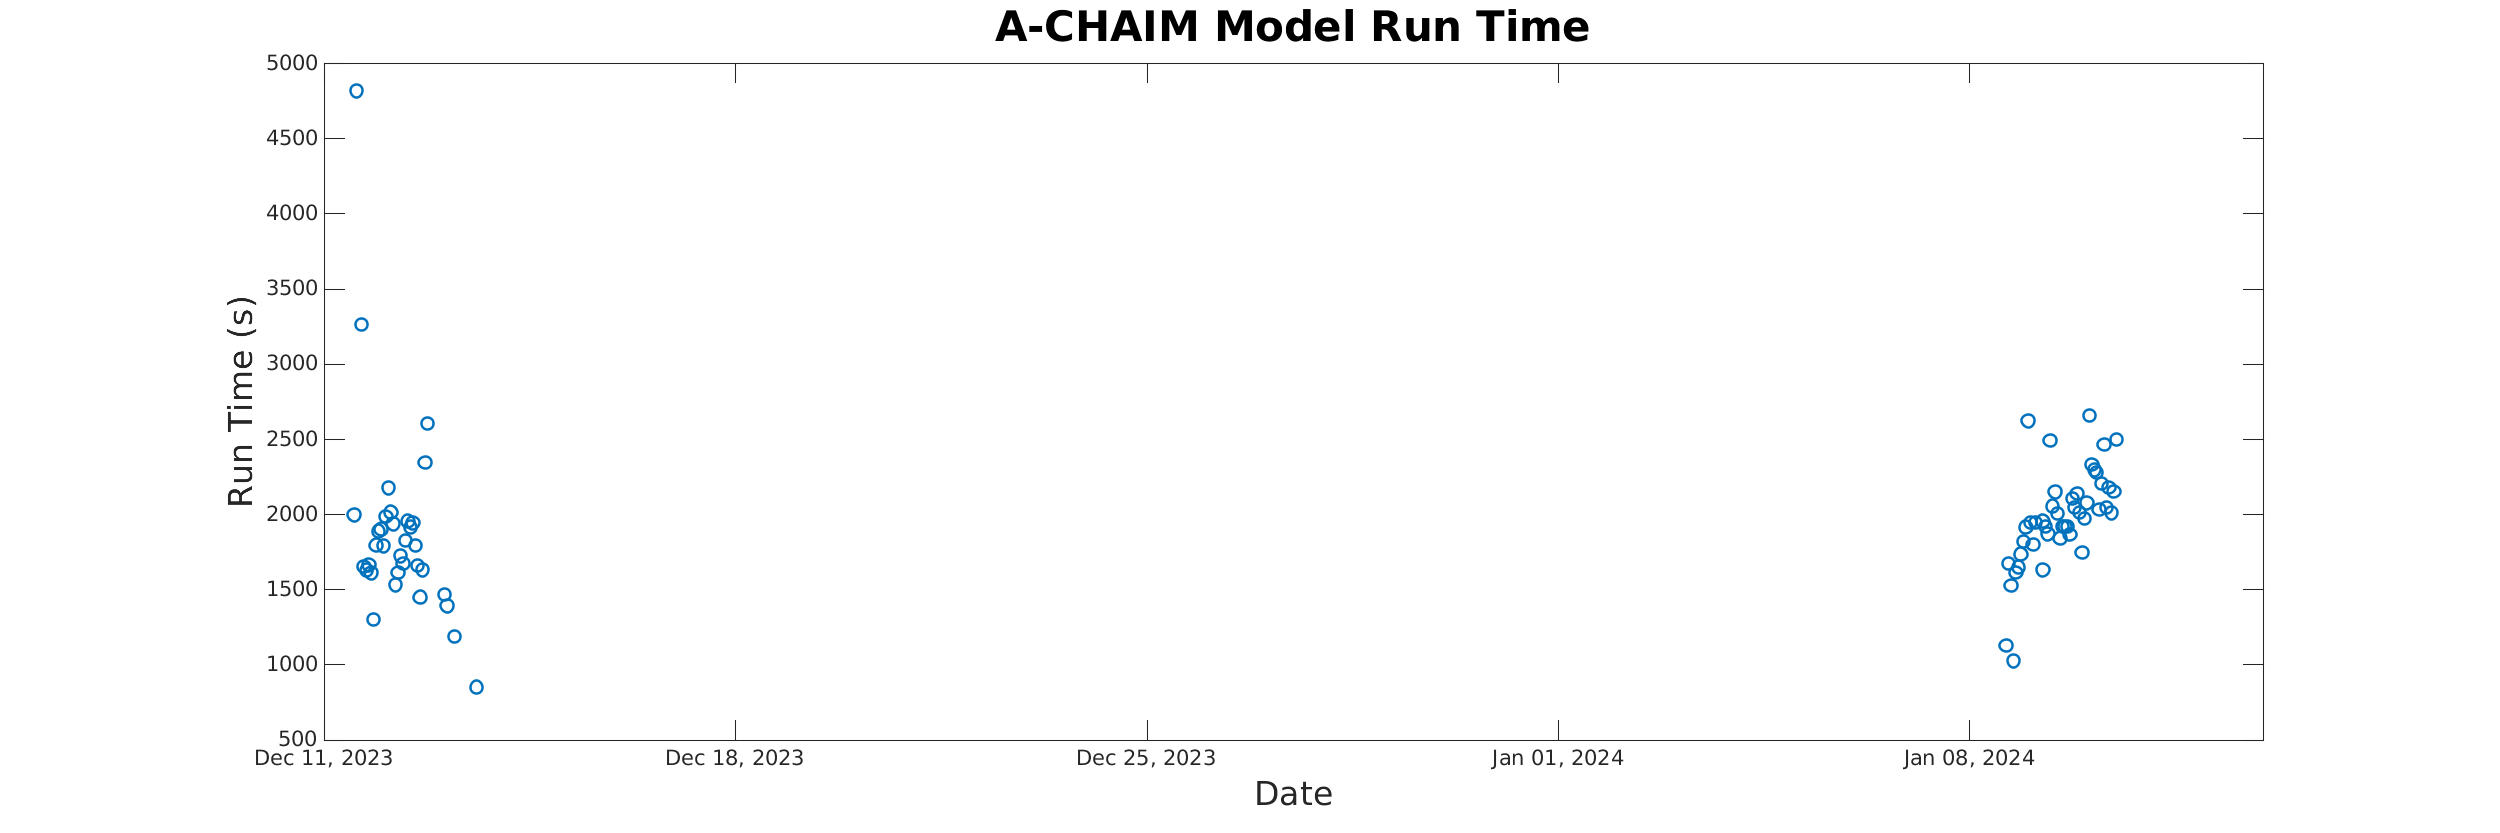 A-CHAIM Model Run Time
5000
4500
4000
3500
3000
2500
2000
1500
1000
500
Run Time (s)
Dec 11, 2023 Dec 18, 2023 Dec 25, 2023 Jan 01, 2024 Jan 08, 2024
Date